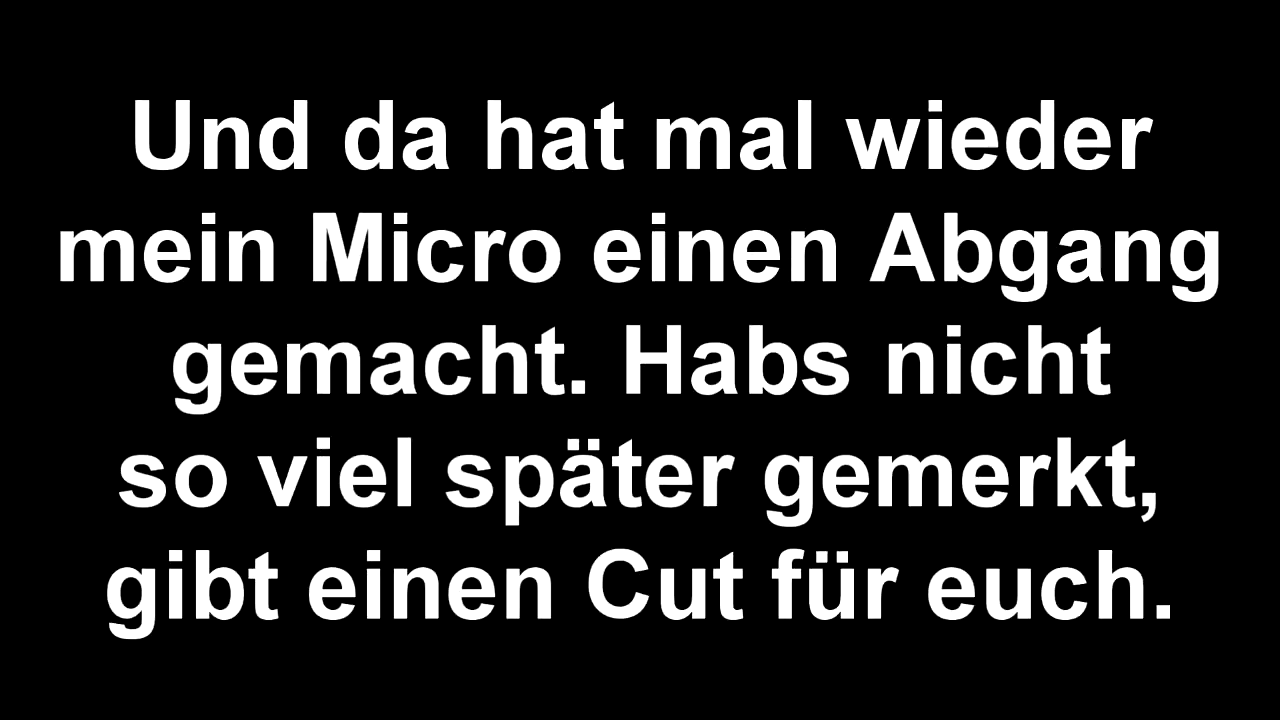 Und da hat mal wieder
mein Micro einen Abgang
gemacht. Habs nicht
so viel später gemerkt,
gibt einen Cut für euch.